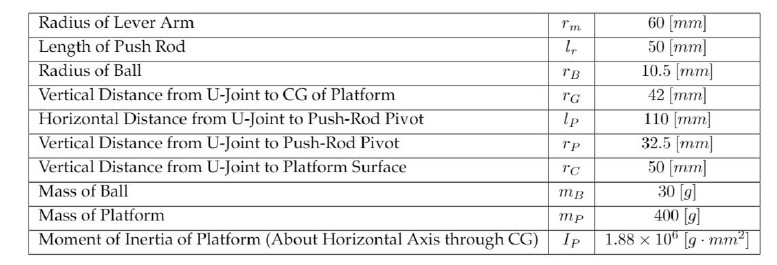 Radius of Lever Arm r_m 60 [mm]
Length of Push Rod l_r 50 [mm]
Radius of Ball r_B 10.5 [mm]
Vertical Distance from U-Joint to CG of Platform r_G 42 [mm]
Horizontal Distance from U-Joint to Push-Rod Pivot l_P 110 [mm]
Vertical Distance from U-Joint to Push-Rod Pivot r_P 32.5 [mm]
Vertical Distance from U-Joint to Platform Surface r_C 50 [mm]
Mass of Ball m_B 30 [g]
Mass of Platform m_P 400 [g]
Moment of Inertia of Platform (About Horizontal Axis through CG) I_P 1.88 × 10^6 [g · mm^2]